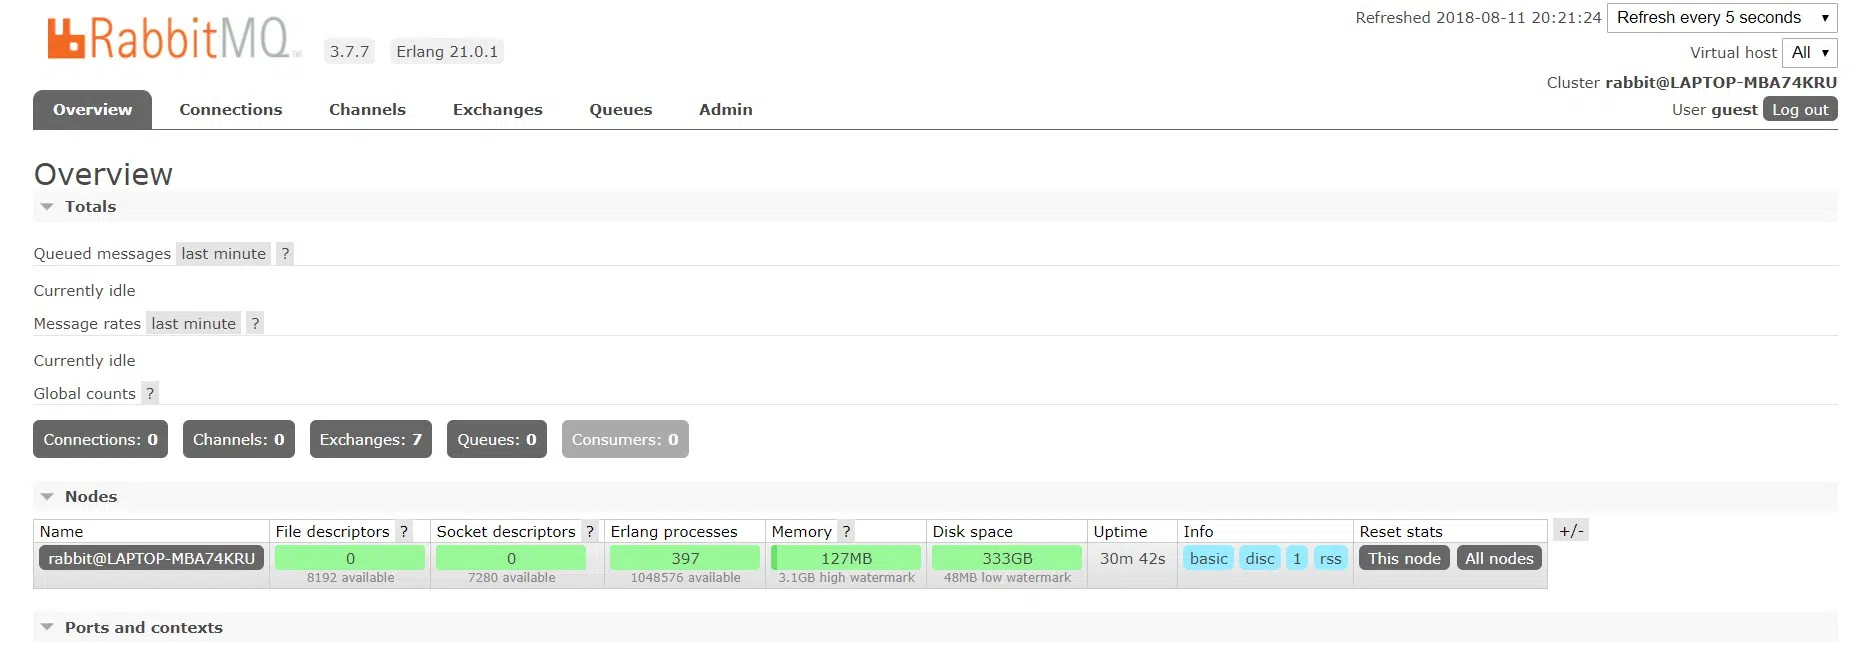 RabbitMQ 3.7.7 Erlang 21.0.1
Refreshed 2018-08-11 20:21:24 Refresh every 5 seconds
Virtual host All
Cluster rabbit@LAPTOP-MBA74KRU
User guest Log out
Overview Connections Channels Exchanges Queues Admin
Overview
Totals
Queued messages last minute ?
Currently idle
Message rates last minute ?
Currently idle
Global counts ?
Connections: 0 Channels: 0 Exchanges: 7 Queues: 0 Consumers: 0
Nodes
Name File descriptors ? Socket descriptors ? Erlang processes Memory ? Disk space Uptime Info Reset stats +/-
rabbit@LAPTOP-MBA74KRU 0 0 397 127MB 333GB 30m 42s basic disc 1 rss This node All nodes
8192 available 7280 available 1048576 available 3.1GB high watermark 48MB low watermark
Ports and contexts